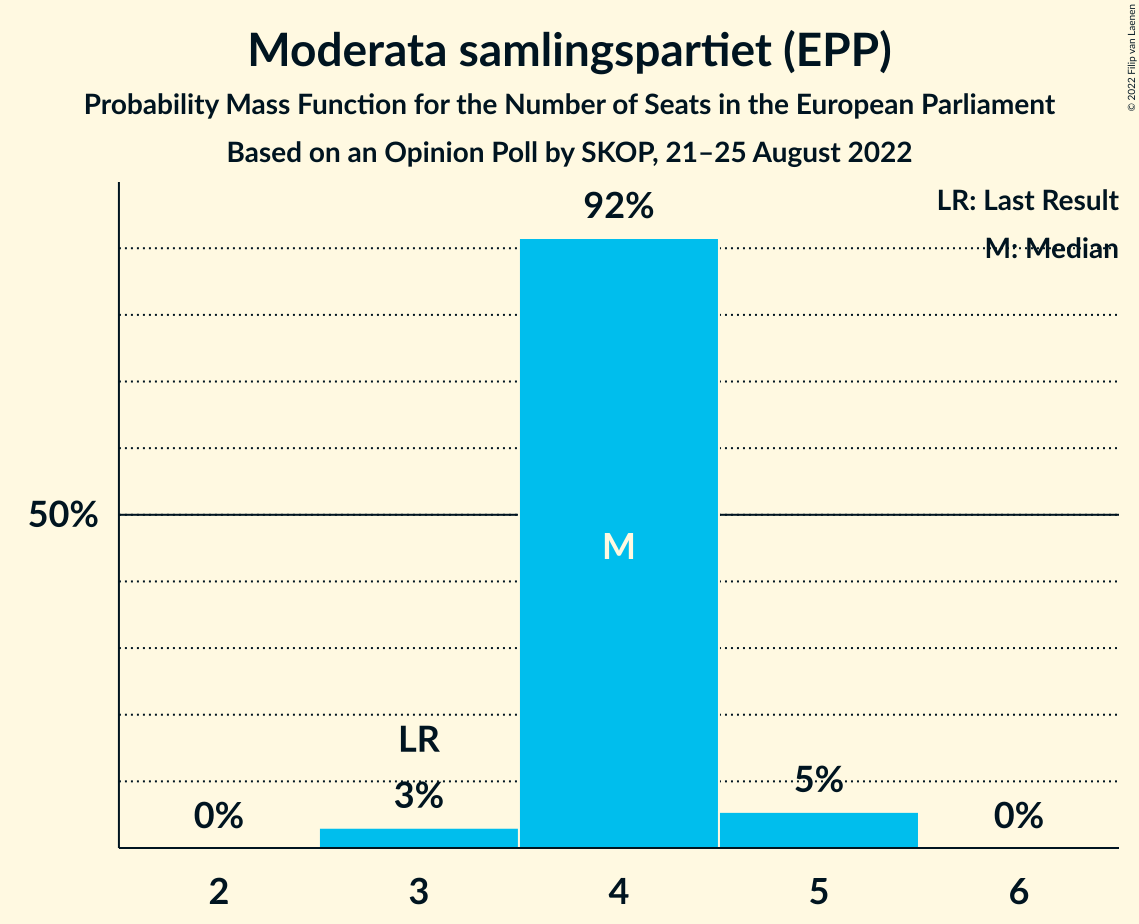 Moderata samlingspartiet (EPP)
Probability Mass Function for the Number of Seats in the European Parliament
Based on an Opinion Poll by SKOP, 21–25 August 2022
© 2022 Filip van Laenen
LR: Last Result
M: Median
92%
50%
M
LR
3%
5%
0%
0%
2 3 4 5 6